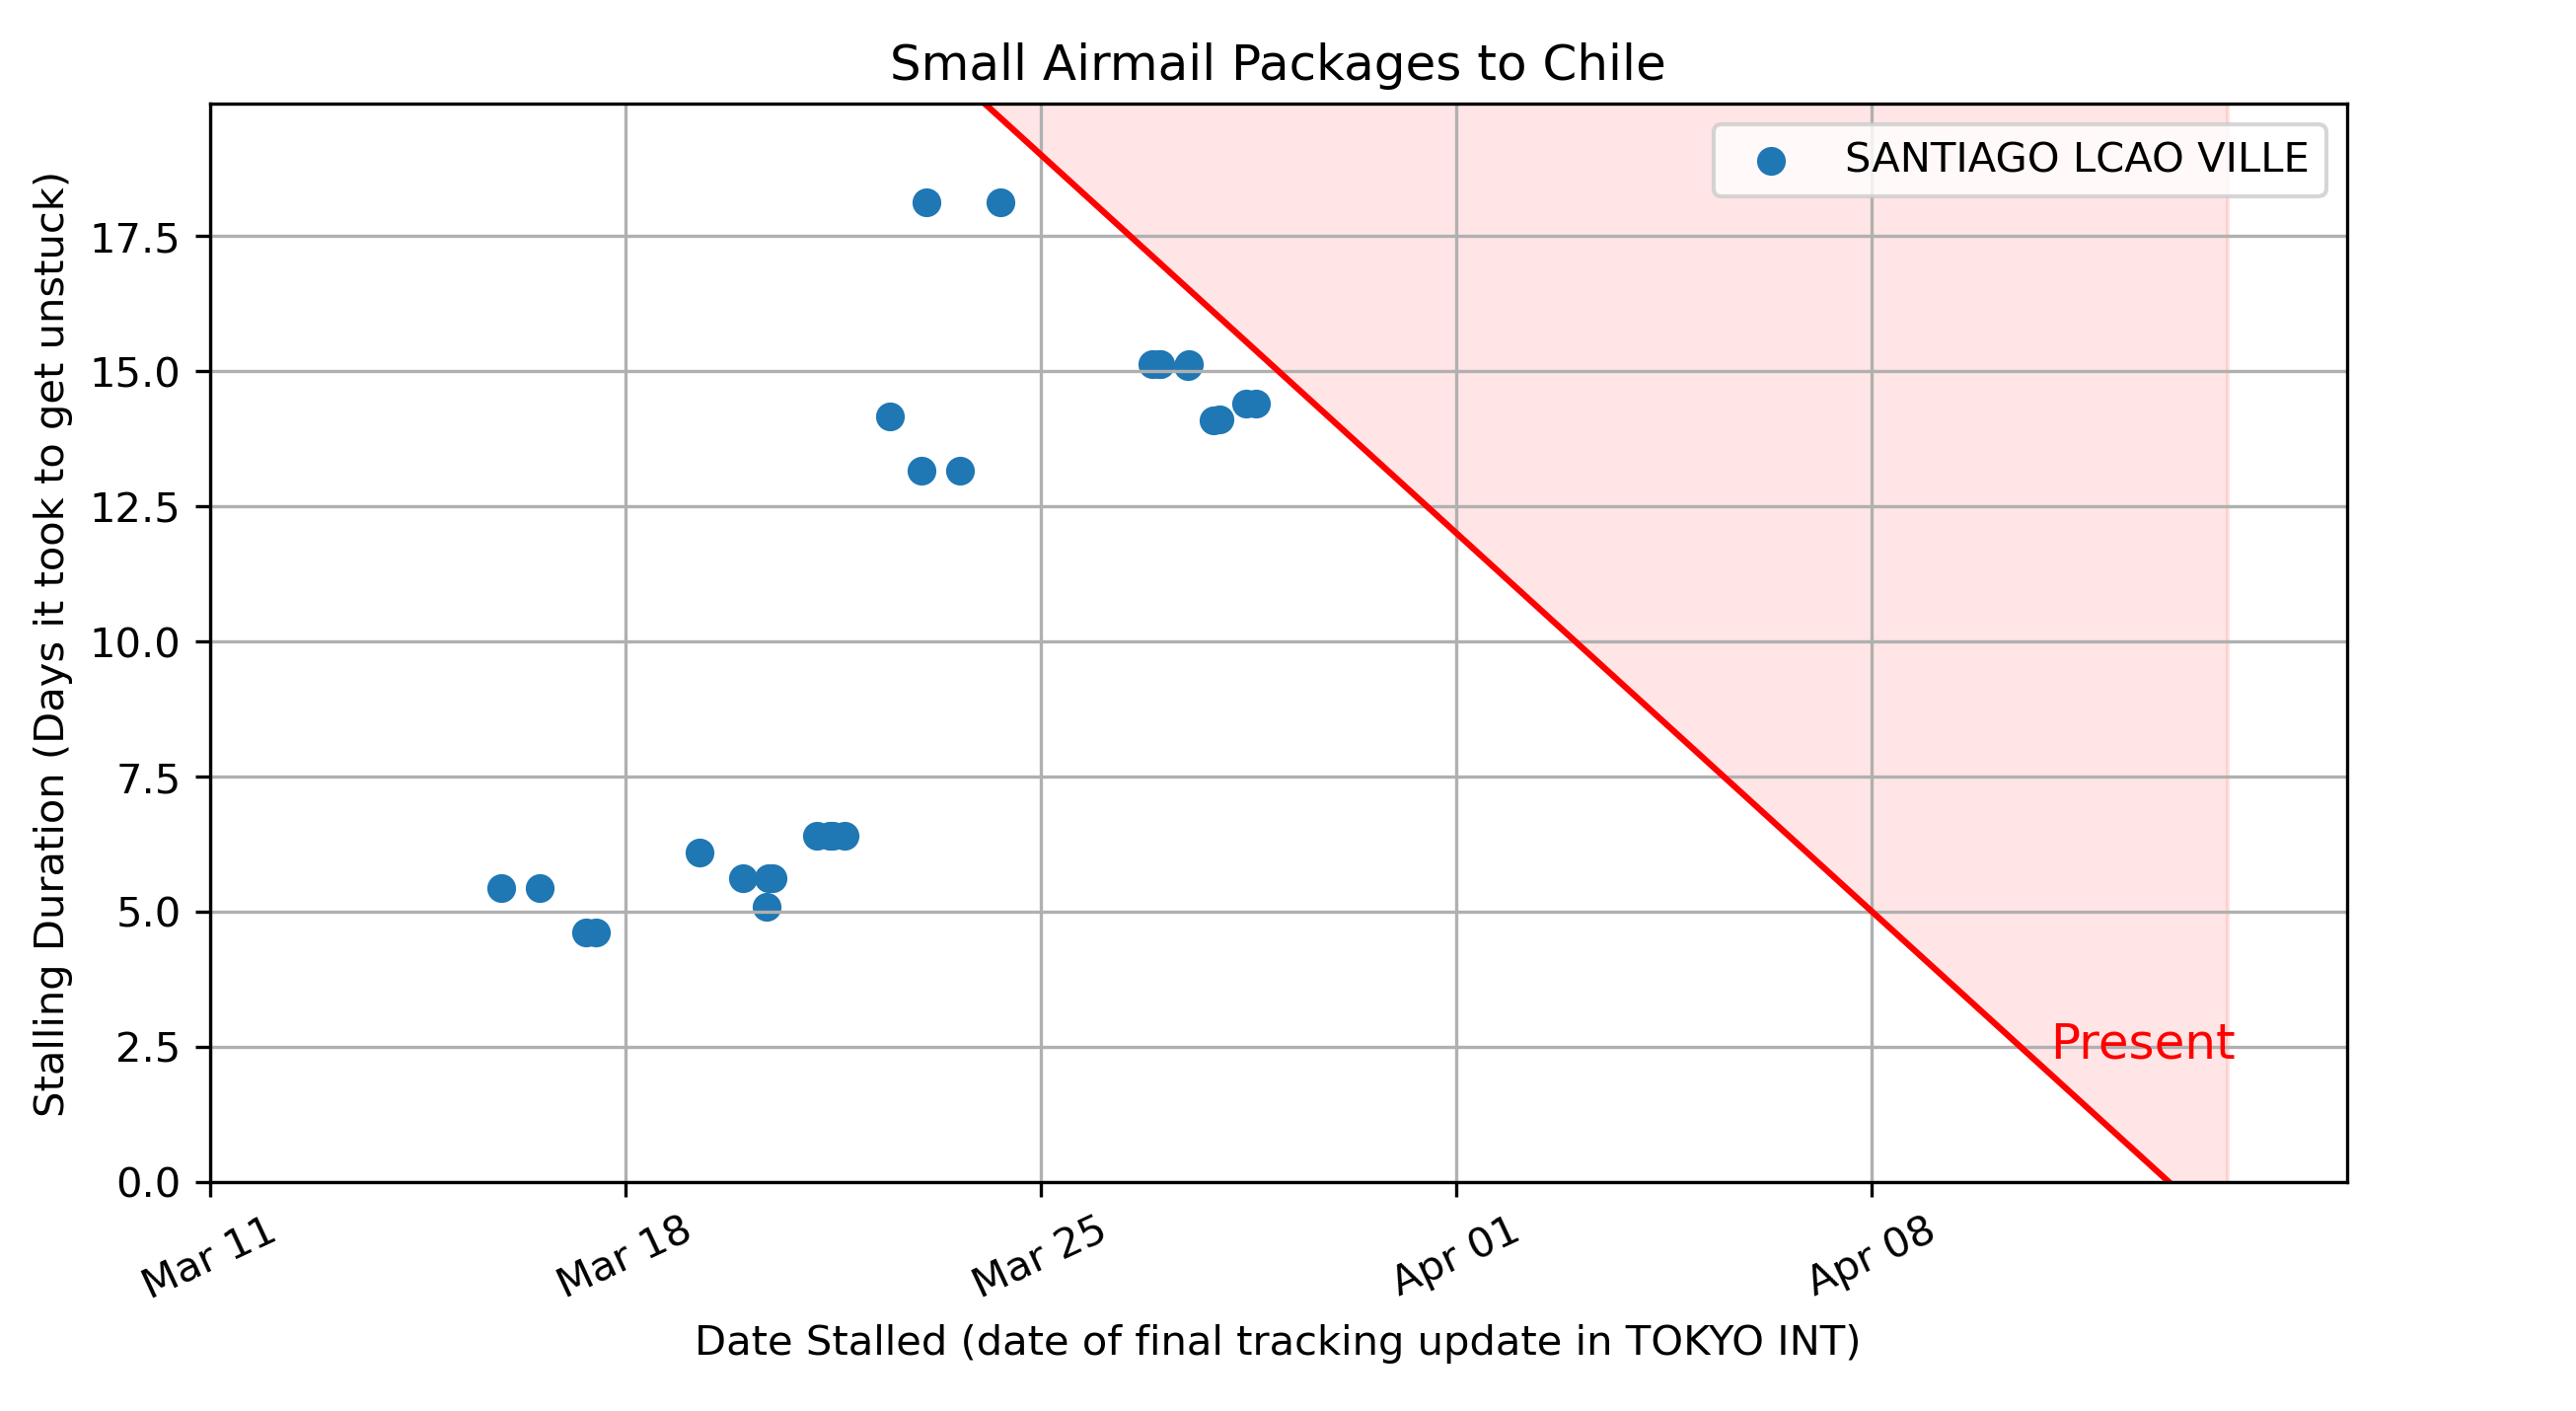 Small Airmail Packages to Chile
SANTIAGO LCAO VILLE
Stalling Duration (Days it took to get unstuck)
17.5
15.0
12.5
10.0
7.5
5.0
2.5
0.0
Present
Mar 11
Mar 18
Mar 25
Apr 01
Apr 08
Date Stalled (date of final tracking update in TOKYO INT)